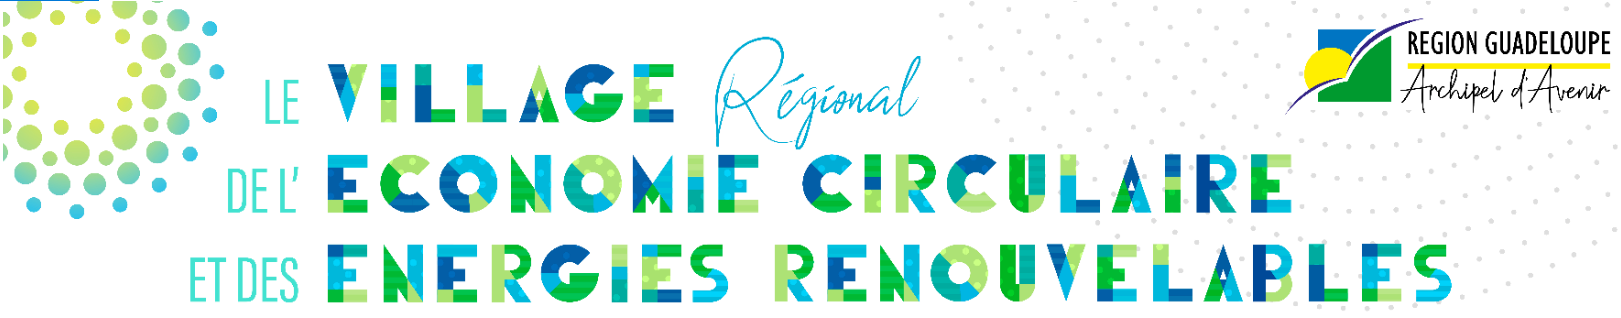 LE VILLAGE Régional
DE L' ECONOMIE CIRCULAIRE
ET DES ENERGIES RENOUVELABLES
REGION GUADELOUPE
Archipel d'Avenir